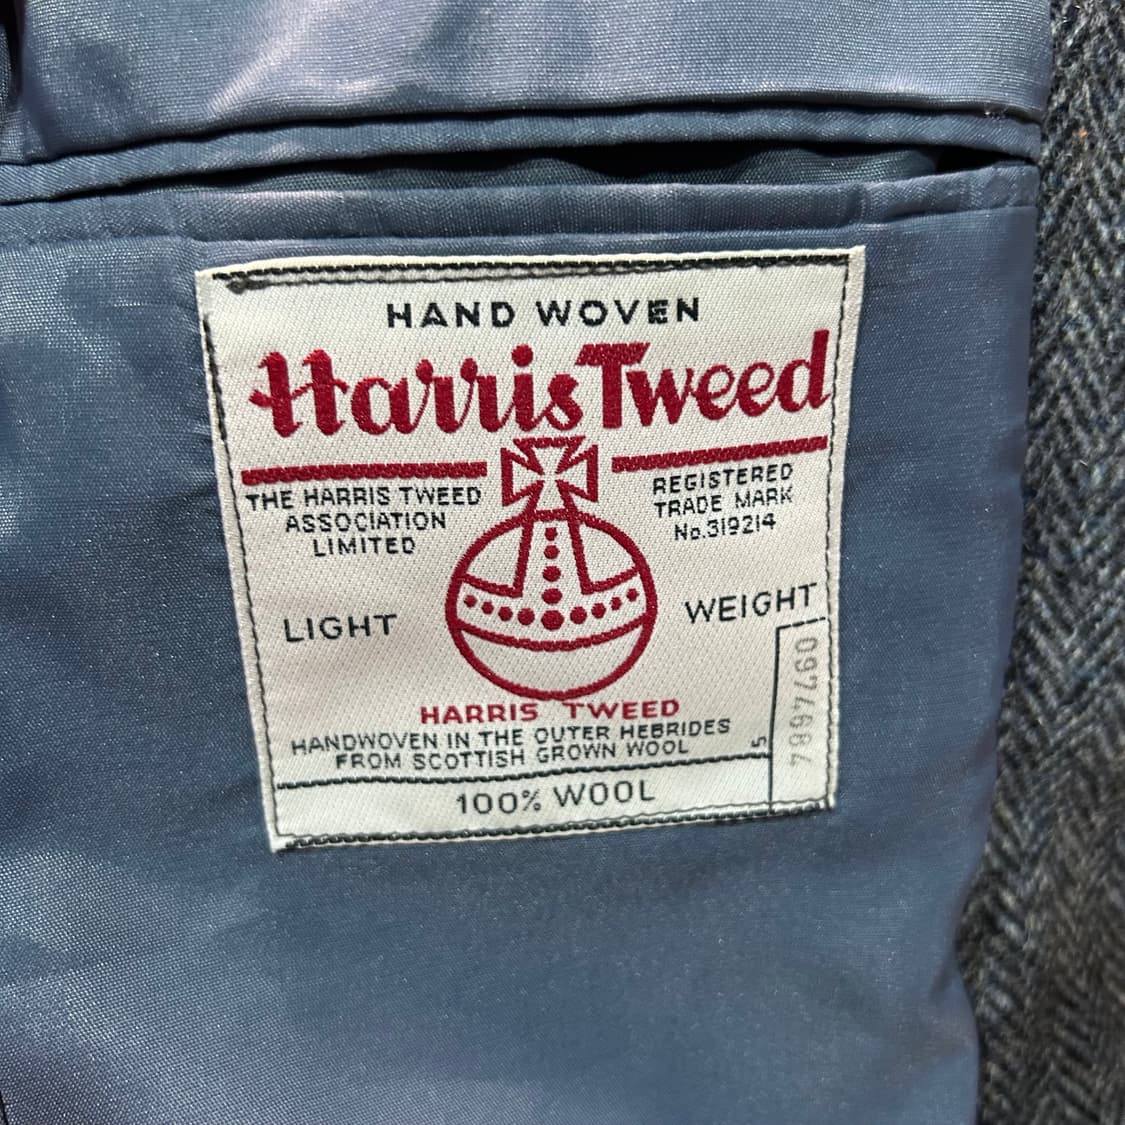 HAND WOVEN
Harris Tweed
THE HARRIS TWEED
ASSOCIATION
LIMITED
REGISTERED
TRADE MARK
No.319214
LIGHT WEIGHT
HARRIS TWEED
HANDWOVEN IN THE OUTER HEBRIDES
FROM SCOTTISH GROWN WOOL
100% WOOL
5